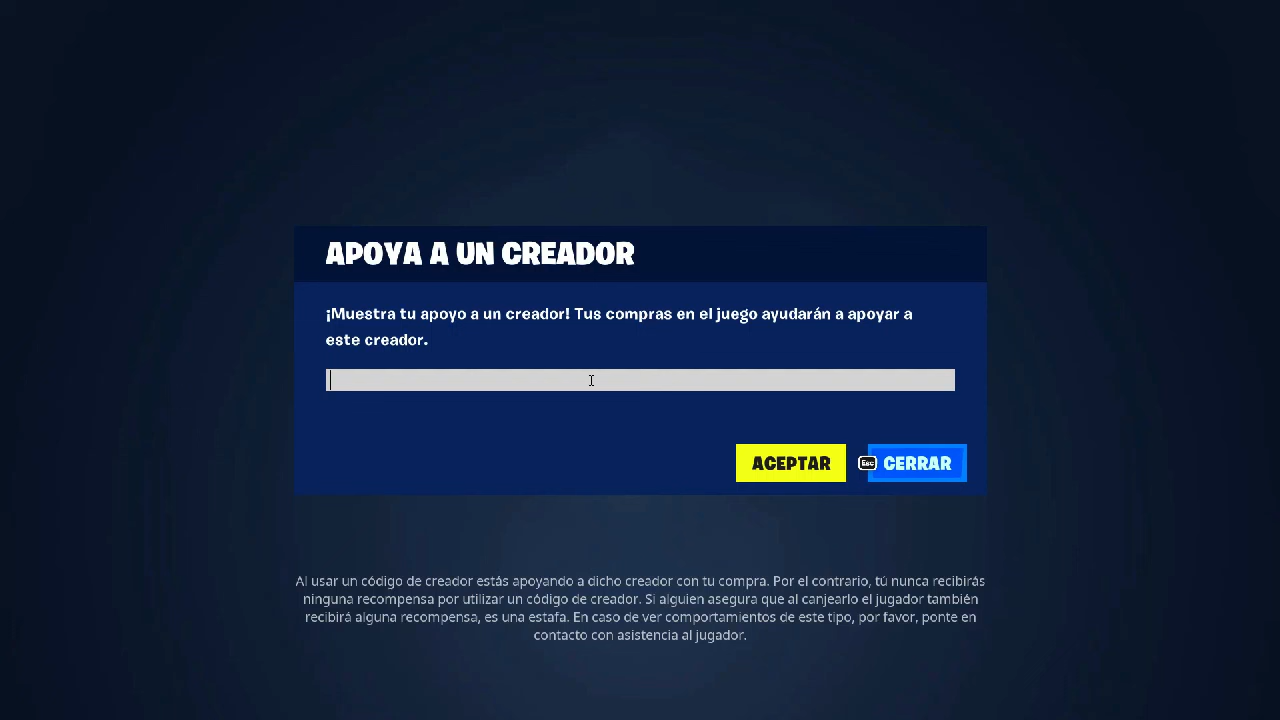 APOYA A UN CREADOR
¡Muestra tu apoyo a un creador! Tus compras en el juego ayudarán a apoyar a
este creador.
ACEPTAR
Esc CERRAR
Al usar un código de creador estás apoyando a dicho creador con tu compra. Por el contrario, tú nunca recibirás
ninguna recompensa por utilizar un código de creador. Si alguien asegura que al canjearlo el jugador también
recibirá alguna recompensa, es una estafa. En caso de ver comportamientos de este tipo, por favor, ponte en
contacto con asistencia al jugador.